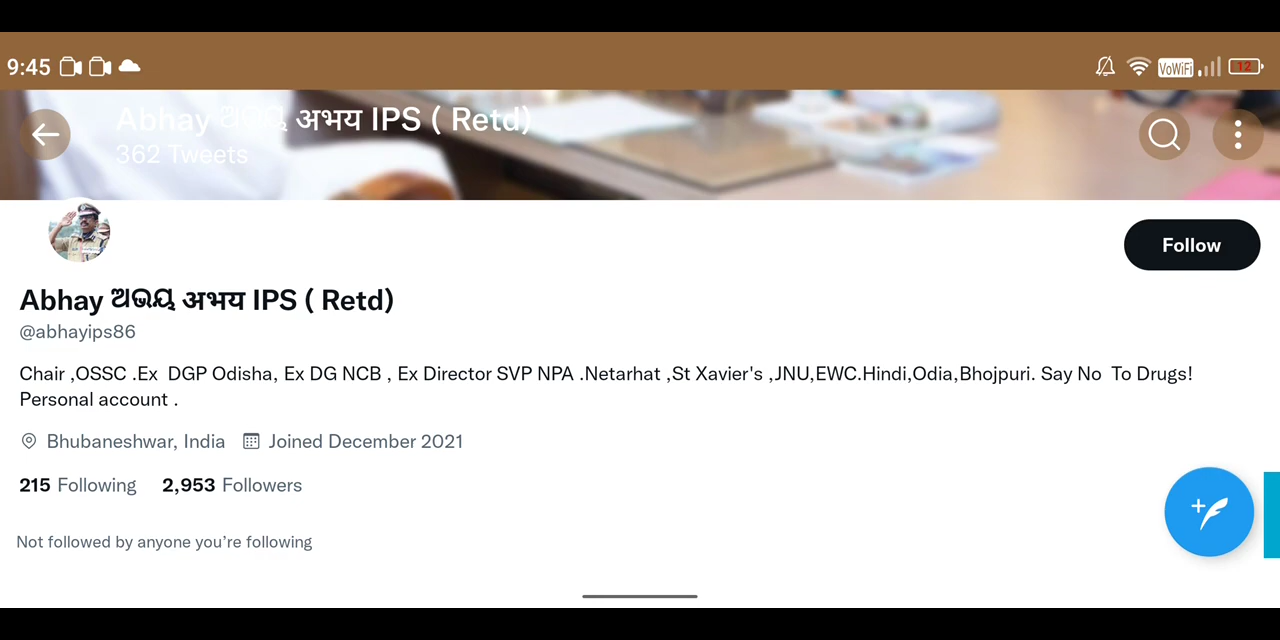 9:45
VoWiFi
12
Abhay ଅଭୟ अभय IPS ( Retd)
362 Tweets
Follow
Abhay ଅଭୟ अभय IPS ( Retd)
@abhayips86
Chair ,OSSC .Ex  DGP Odisha, Ex DG NCB , Ex Director SVP NPA .Netarhat ,St Xavier's ,JNU,EWC.Hindi,Odia,Bhojpuri. Say No  To Drugs!
Personal account .
Bhubaneshwar, India Joined December 2021
215 Following 2,953 Followers
Not followed by anyone you’re following